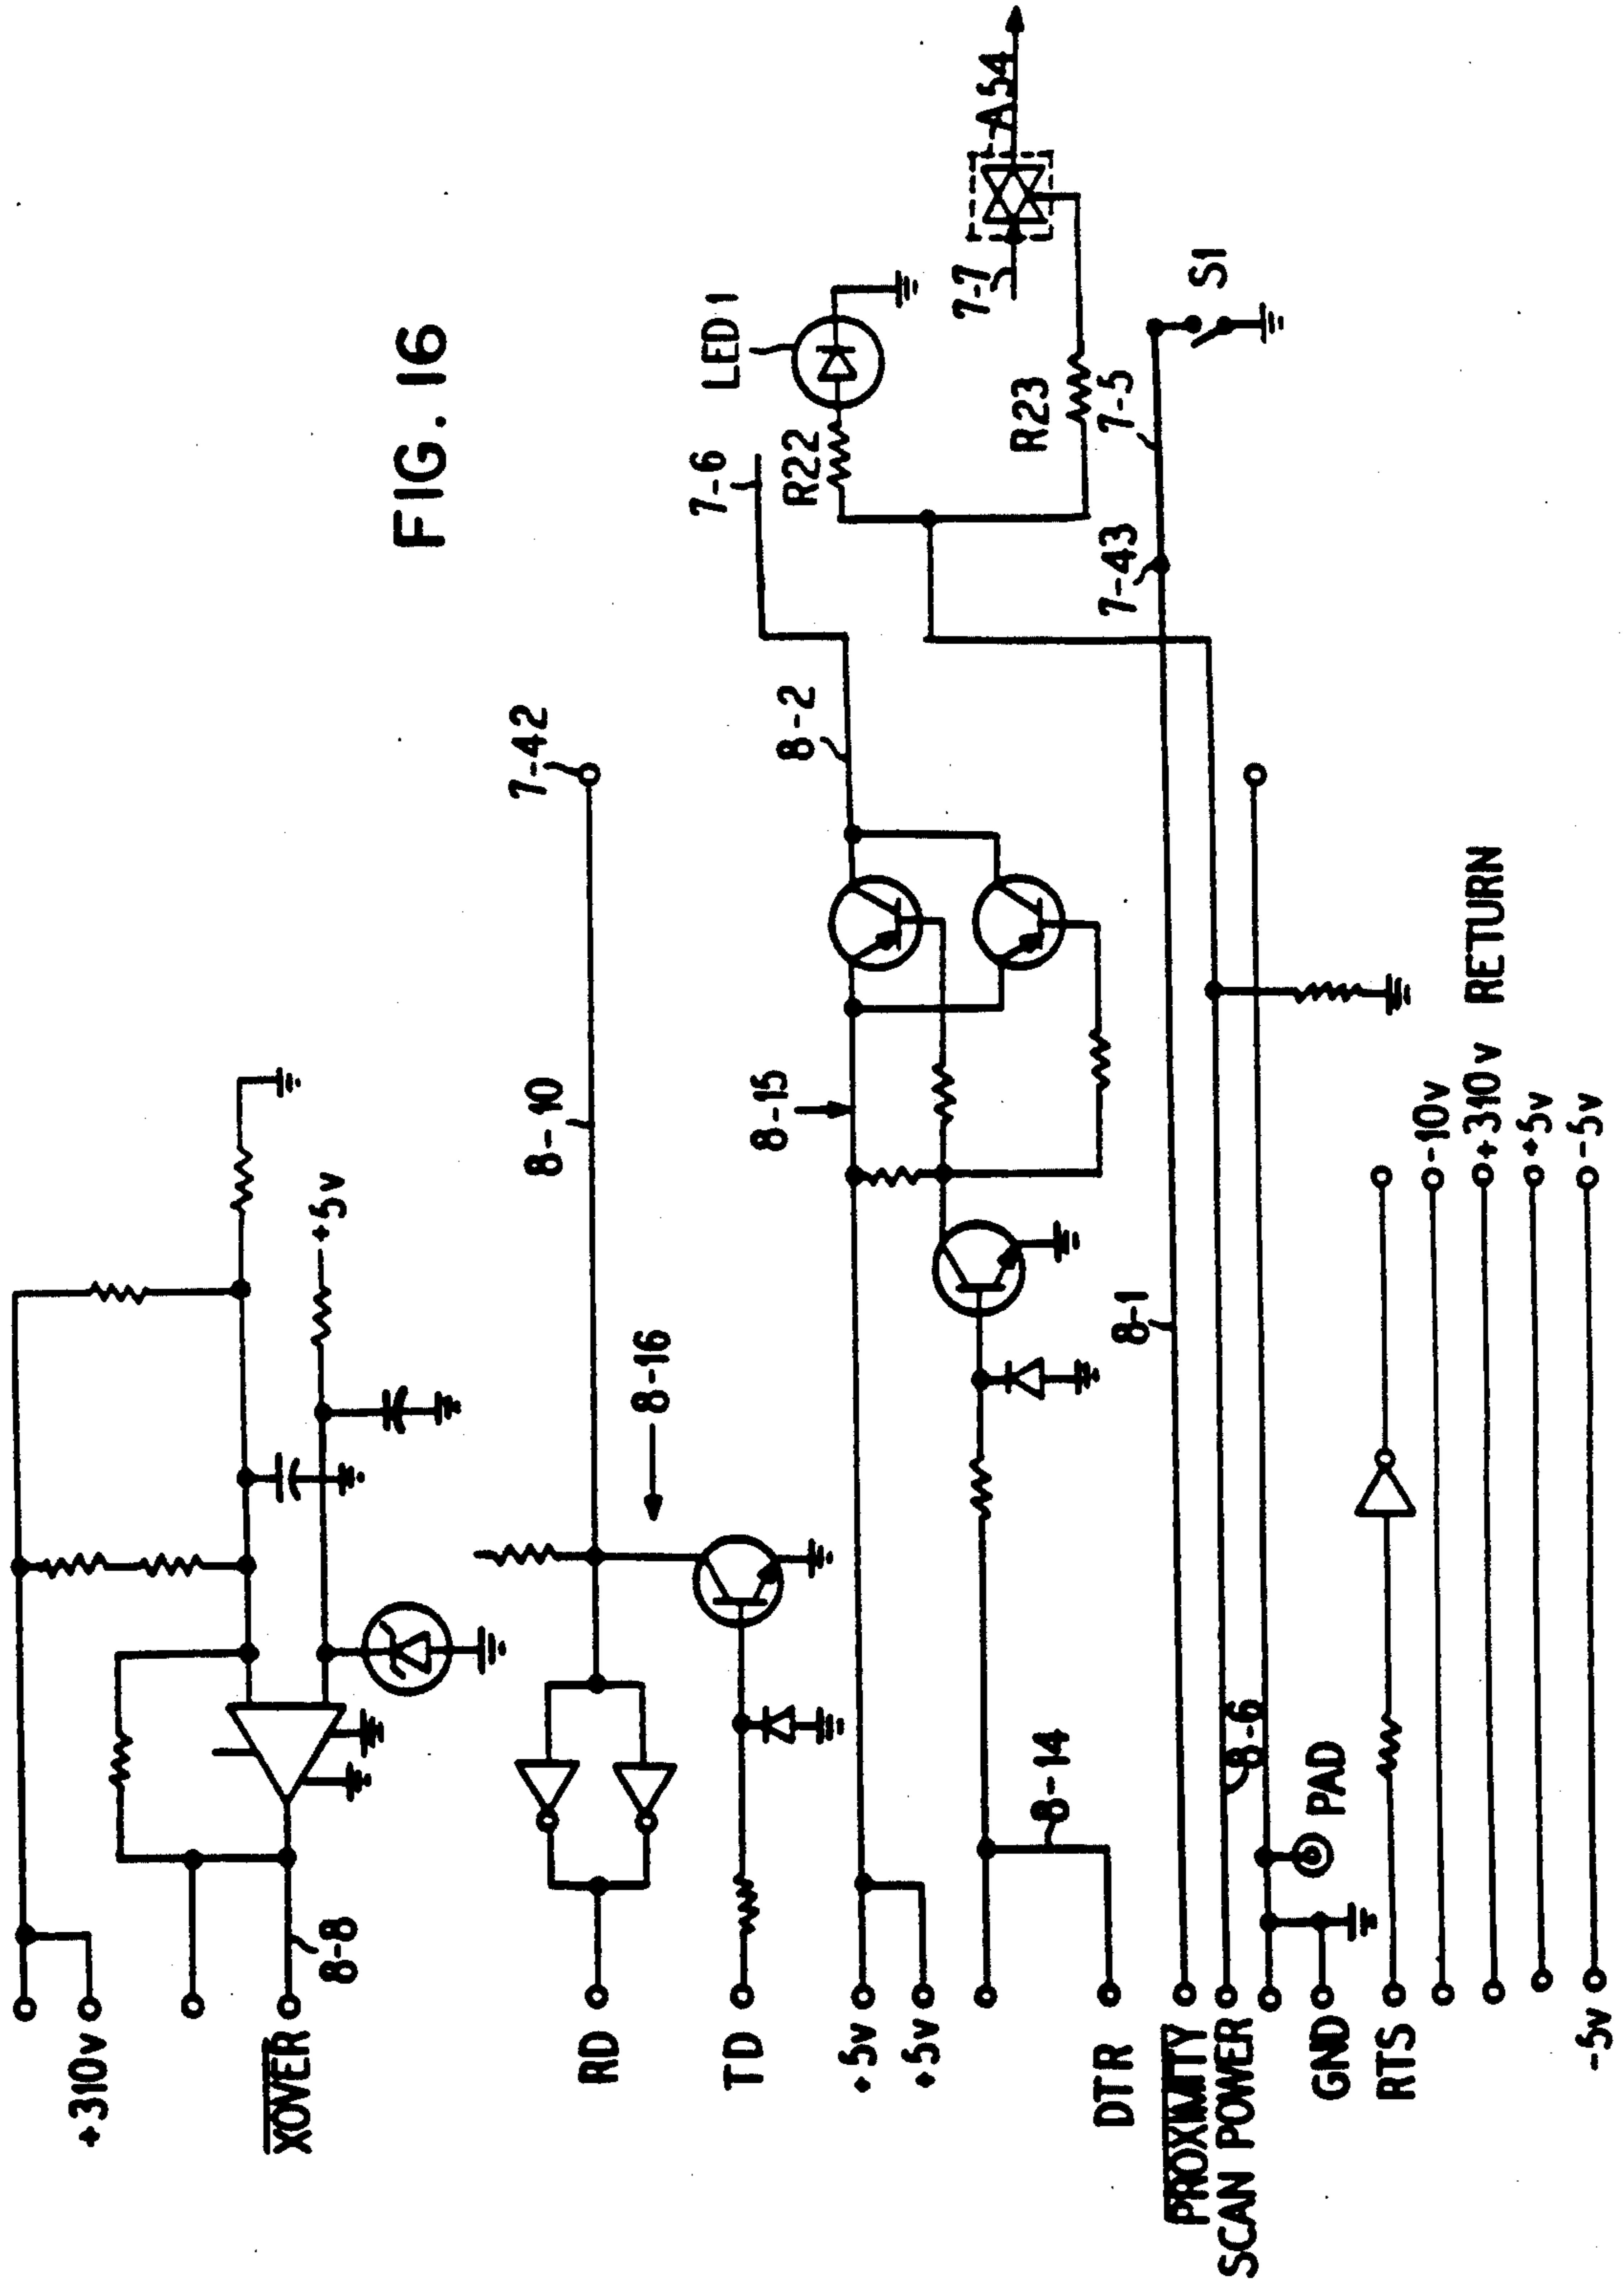 FIG. 16
+310v
XOVER
8-8
+5v
RD
8-10
7-42
8-16
TD
+5v
+5v
8-15
8-2
7-6
R22
LED 1
7-7
A54
R23
7-5
S1
7-43
8-14
DTR
8-1
PROXIMITY
SCAN POWER
8-6
PAD
GND
RTS
-10v
+310v RETURN
+5v
-5v
-5v